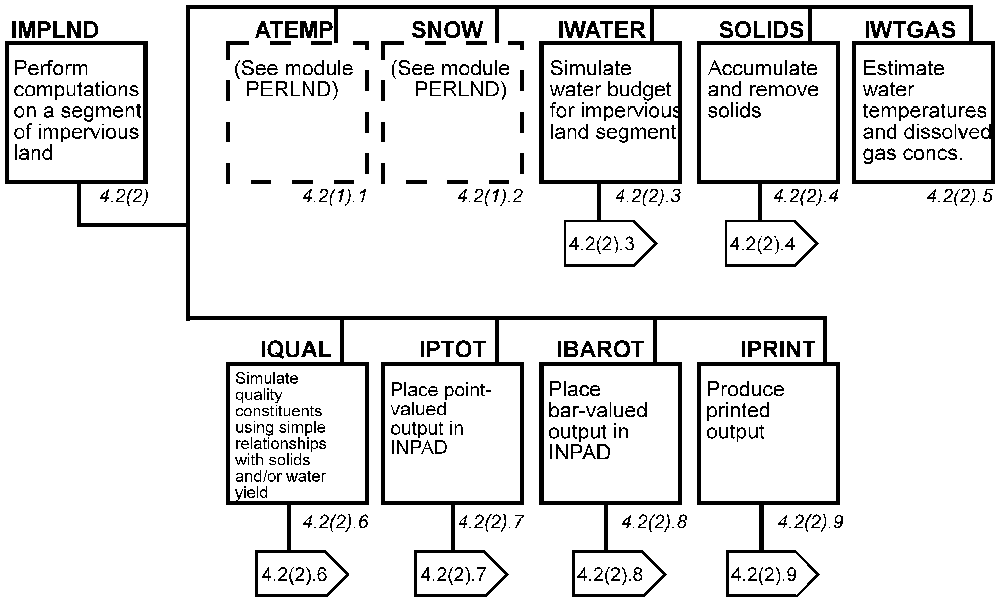 IMPLND
Perform
computations
on a segment
of impervious
land
4.2(2)
ATEMP
(See module
PERLND)
4.2(1).1
SNOW
(See module
PERLND)
4.2(1).2
IWATER
Simulate
water budget
for impervious
land segment
4.2(2).3
4.2(2).3
SOLIDS
Accumulate
and remove
solids
4.2(2).4
4.2(2).4
IWTGAS
Estimate
water
temperatures
and dissolved
gas concs.
4.2(2).5
IQUAL
Simulate
quality
constituents
using simple
relationships
with solids
and/or water
yield
4.2(2).6
4.2(2).6
IPTOT
Place point-
valued
output in
INPAD
4.2(2).7
4.2(2).7
IBAROT
Place
bar-valued
output in
INPAD
4.2(2).8
4.2(2).8
IPRINT
Produce
printed
output
4.2(2).9
4.2(2).9